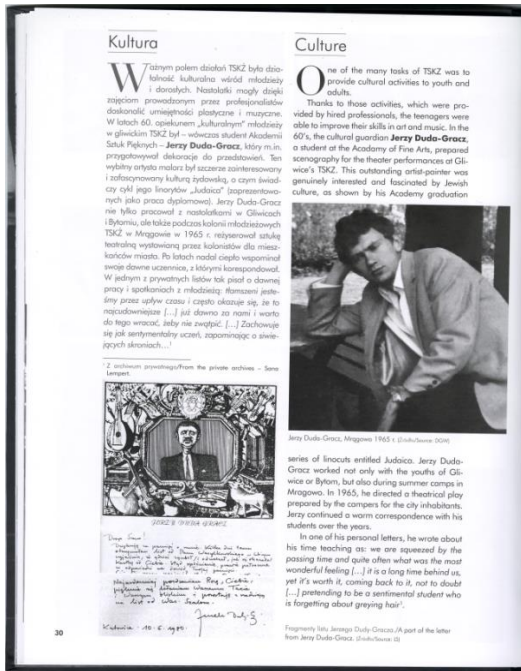 Kultura
Ważnym polem działań TSKŻ była dzia-
łalność kulturalna wśród młodzieży
i dorosłych. Nastolatki mogły dzięki
zajęciom prowadzonym przez profesjonalistów
doskonalić umiejętności plastyczne i muzyczne.
W latach 60. opiekunem „kulturalnym” młodzieży
w gliwickim TSKŻ był – wówczas student Akademii
Sztuk Pięknych – Jerzy Duda-Gracz, który m.in.
przygotowywał dekoracje do przedstawień. Ten
wybitny artysta malarz był szczerze zainteresowany
i zafascynowany kulturą żydowską, o czym świad-
czy cykl jego linorytów „Judaica” (zaprezentowa-
nych jako praca dyplomowa). Jerzy Duda-Gracz
nie tylko pracował z nastolatkami w Gliwicach
i Bytomiu, ale także podczas kolonii młodzieżowych
TSKŻ w Mrągowie w 1965 r. reżyserował sztukę
teatralną wystawianą przez kolonistów dla miesz-
kańców miasta. Po latach nadal ciepło wspominał
swoje dawne uczennice, z którymi korespondował.
W jednym z prywatnych listów tak pisał o dawnej
pracy i spotkaniach z młodzieżą: tłamszeni jeste-
śmy przez upływ czasu i często okazuje się, że to
najcudowniejsze [...] już dawno za nami i warto
do tego wracać, żeby nie zwątpić. [...] Zachowuję
się jak sentymentalny uczeń, zapominając o siwie-
jących skroniach...¹
¹ Z archiwum prywatnego/From the private archives – Sana
Lempert.
JERZY DUDA GRACZ
Katowice 10.5.1980
30
Culture
One of the many tasks of TSKŻ was to
provide cultural activities to youth and
adults.
Thanks to those activities, which were pro-
vided by hired professionals, the teenagers were
able to improve their skills in art and music. In the
60's, the cultural guardian Jerzy Duda-Gracz,
a student at the Acadamy of Fine Arts, prepared
scenography for the theater performances at Gli-
wice's TSKŻ. This outstanding artist-painter was
genuinely interested and fascinated by Jewish
culture, as shown by his Academy graduation
Jerzy Duda-Gracz, Mrągowo 1965 r. (Źródło/Source: DGM)
series of linocuts entitled Judaica. Jerzy Duda-
Gracz worked not only with the youths of Gli-
wice or Bytom, but also during summer camps in
Mragowo. In 1965, he directed a theatrical play
prepared by the campers for the city inhabitants.
Jerzy continued a warm correspondence with his
students over the years.
In one of his personal letters, he wrote about
his time teaching as: we are squeezed by the
passing time and quite often what was the most
wonderful feeling [...] it is a long time behind us,
yet it's worth it, coming back to it, not to doubt
[...] pretending to be a sentimental student who
is forgetting about greying hair¹.
Fragmenty listu Jerzego Dudy-Gracza./A part of the letter
from Jerzy Duda-Gracz. (Źródło/Source: